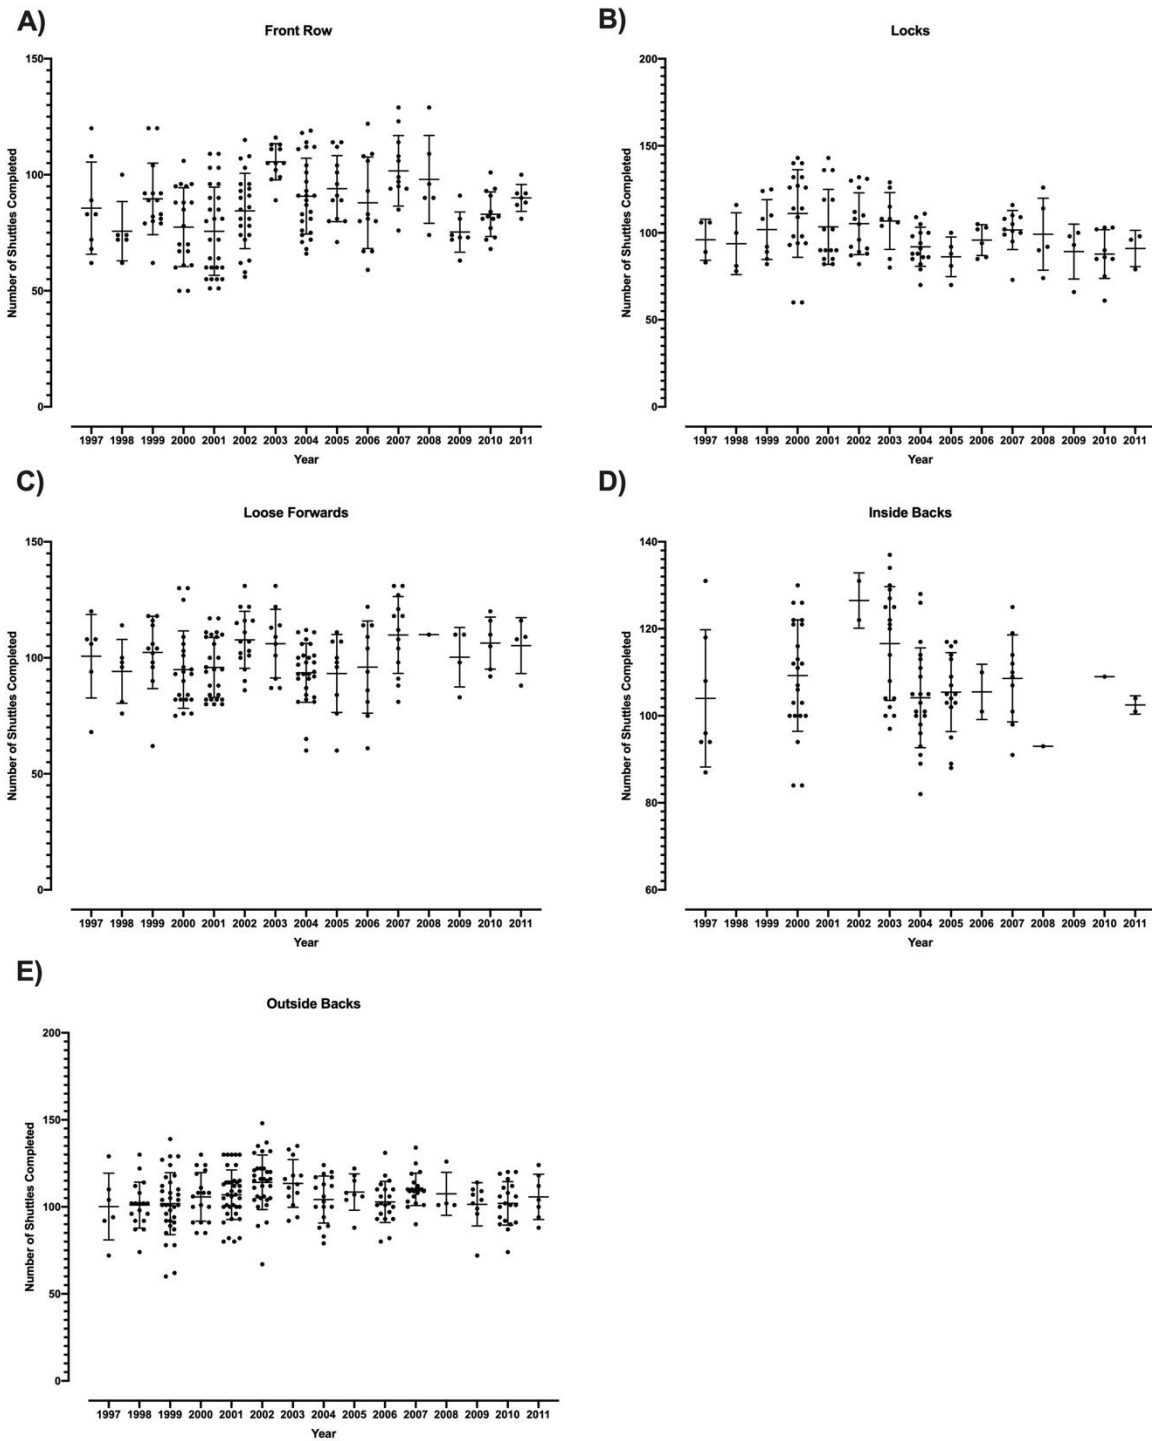 A)
Front Row
Number of Shuttles Completed
150
100
50
0
1997 1998 1999 2000 2001 2002 2003 2004 2005 2006 2007 2008 2009 2010 2011
Year
B)
Locks
Number of Shuttles Completed
200
150
100
50
0
1997 1998 1999 2000 2001 2002 2003 2004 2005 2006 2007 2008 2009 2010 2011
Year
C)
Loose Forwards
Number of Shuttles Completed
150
100
50
0
1997 1998 1999 2000 2001 2002 2003 2004 2005 2006 2007 2008 2009 2010 2011
Year
D)
Inside Backs
Number of Shuttles Completed
140
120
100
80
60
1997 1998 1999 2000 2001 2002 2003 2004 2005 2006 2007 2008 2009 2010 2011
Year
E)
Outside Backs
Number of Shuttles Completed
200
150
100
50
0
1997 1998 1999 2000 2001 2002 2003 2004 2005 2006 2007 2008 2009 2010 2011
Year